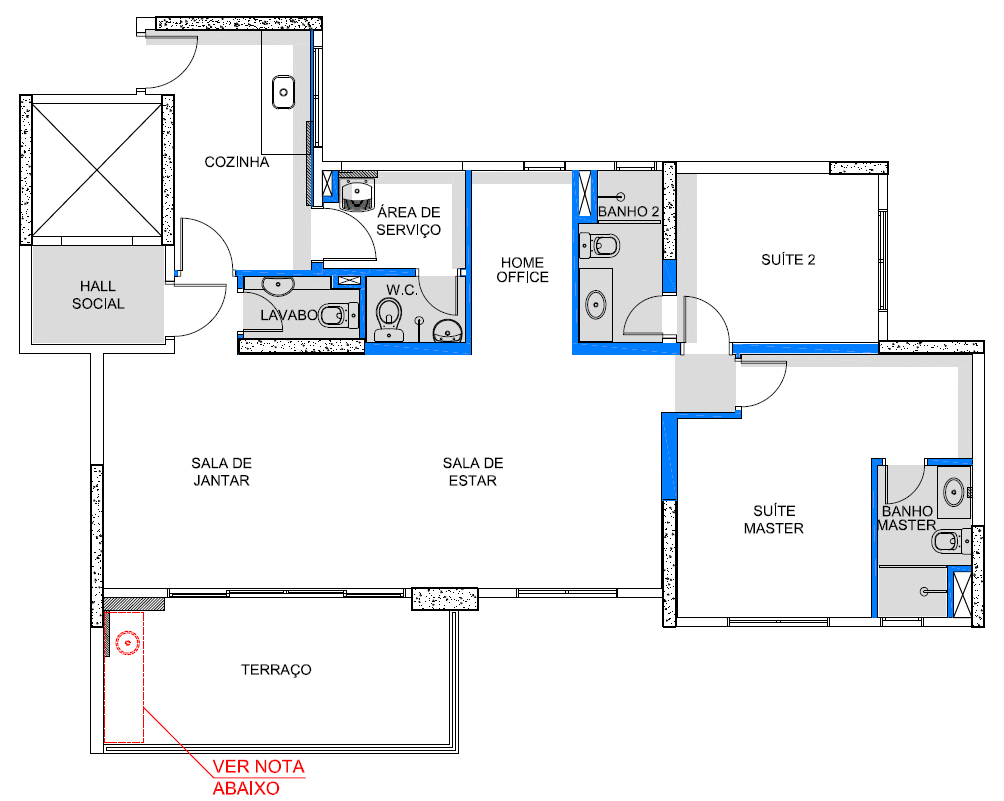 COZINHA
ÁREA DE
SERVIÇO
BANHO 2
HOME
OFFICE
SUÍTE 2
HALL
SOCIAL
LAVABO
W.C.
SALA DE
JANTAR
SALA DE
ESTAR
SUÍTE
MASTER
BANHO
MASTER
TERRAÇO
VER NOTA
ABAIXO